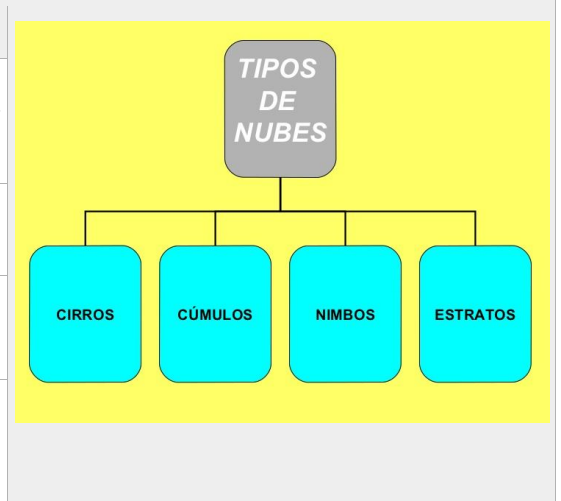 TIPOS
DE
NUBES
CIRROS
CÚMULOS
NIMBOS
ESTRATOS